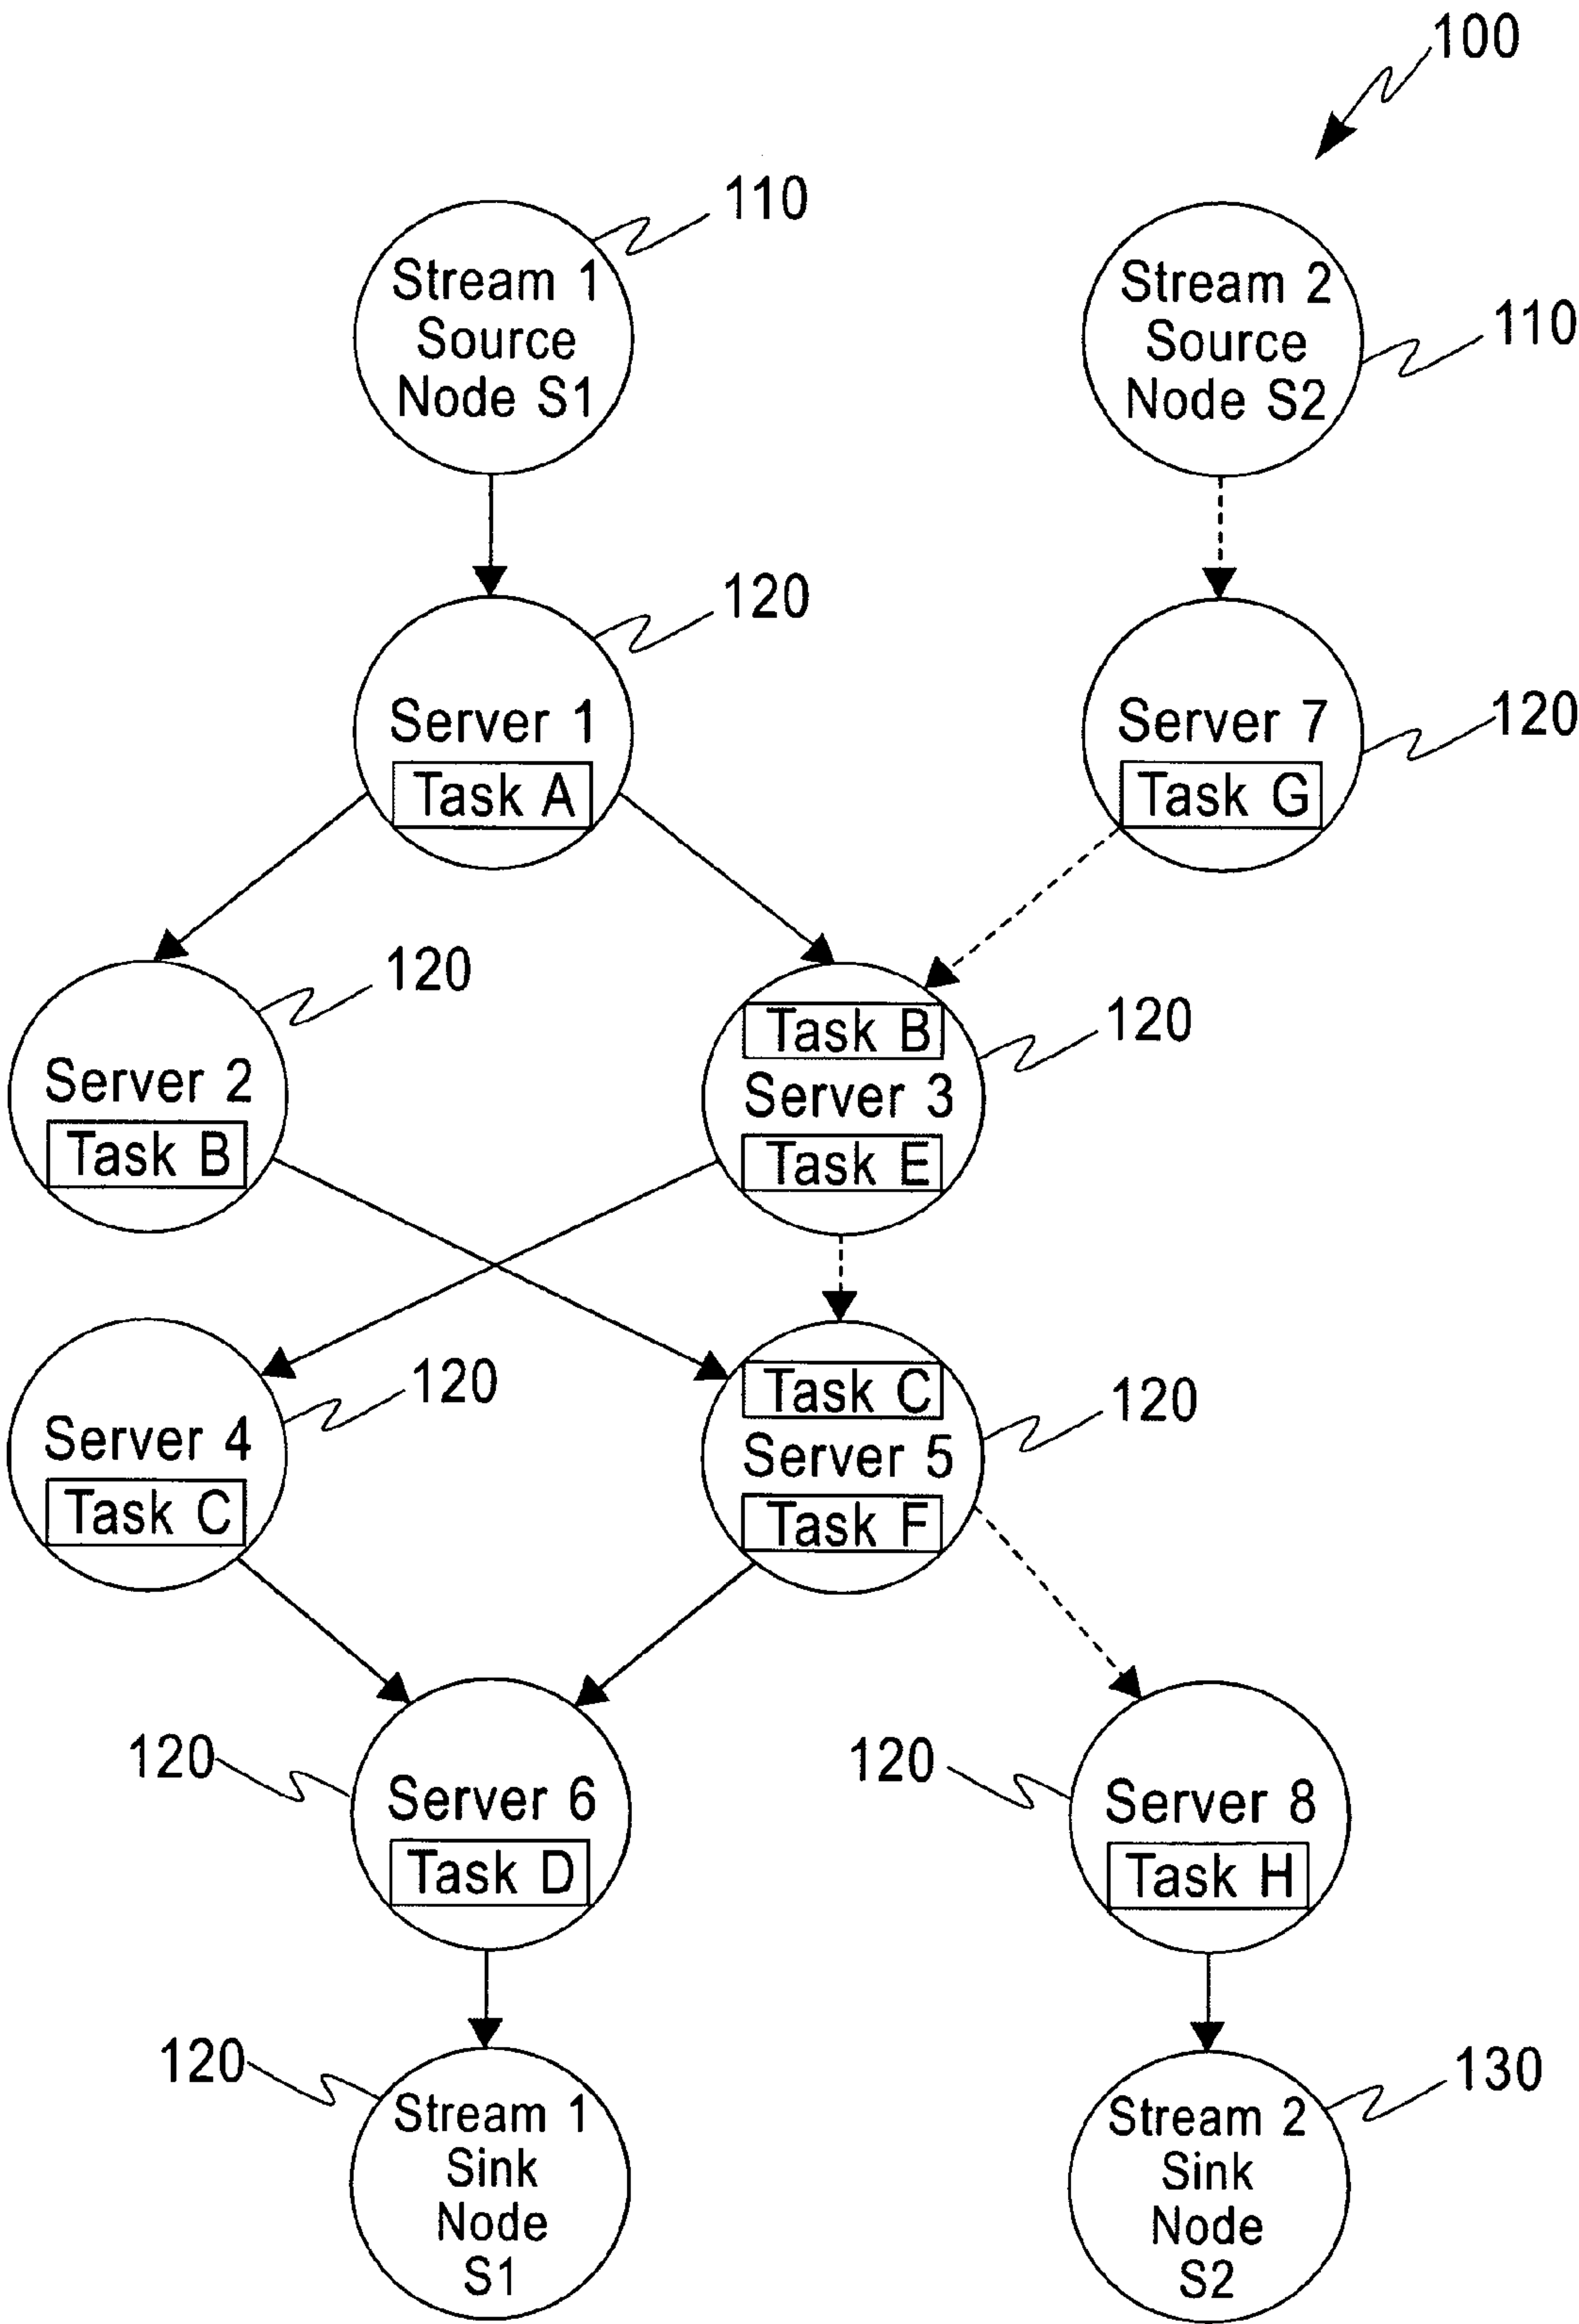 100
110
Stream 1
Source
Node S1
Stream 2
Source
Node S2
110
120
Server 1
Task A
Server 7
Task G
120
120
Server 2
Task B
Task B
Server 3
Task E
120
120
Server 4
Task C
Task C
Server 5
Task F
120
120
Server 6
Task D
120
Server 8
Task H
120
Stream 1
Sink
Node
S1
130
Stream 2
Sink
Node
S2